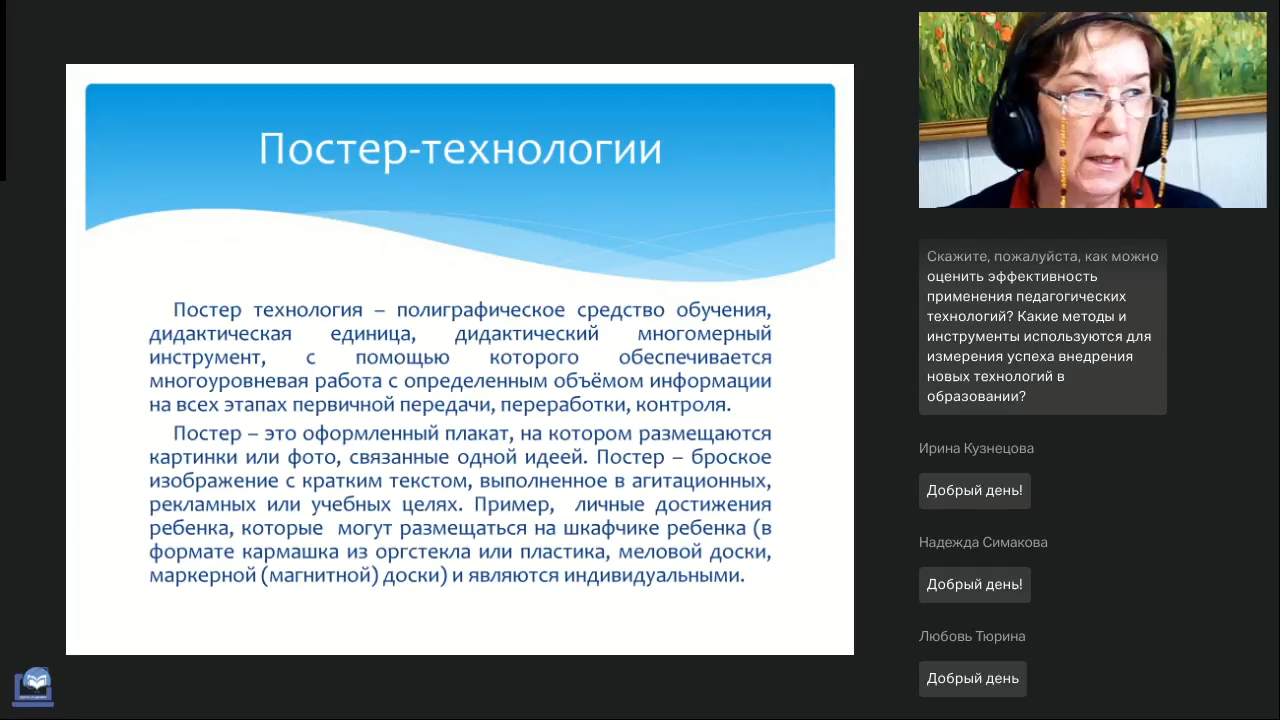 Постер-технологии
Постер технология – полиграфическое средство обучения,
дидактическая единица, дидактический многомерный
инструмент, с помощью которого обеспечивается
многоуровневая работа с определенным объёмом информации
на всех этапах первичной передачи, переработки, контроля.
Постер – это оформленный плакат, на котором размещаются
картинки или фото, связанные одной идеей. Постер – броское
изображение с кратким текстом, выполненное в агитационных,
рекламных или учебных целях. Пример, личные достижения
ребенка, которые могут размещаться на шкафчике ребенка (в
формате кармашка из оргстекла или пластика, меловой доски,
маркерной (магнитной) доски) и являются индивидуальными.
Скажите, пожалуйста, как можно
оценить эффективность
применения педагогических
технологий? Какие методы и
инструменты используются для
измерения успеха внедрения
новых технологий в
образовании?
Ирина Кузнецова
Добрый день!
Надежда Симакова
Добрый день!
Любовь Тюрина
Добрый день